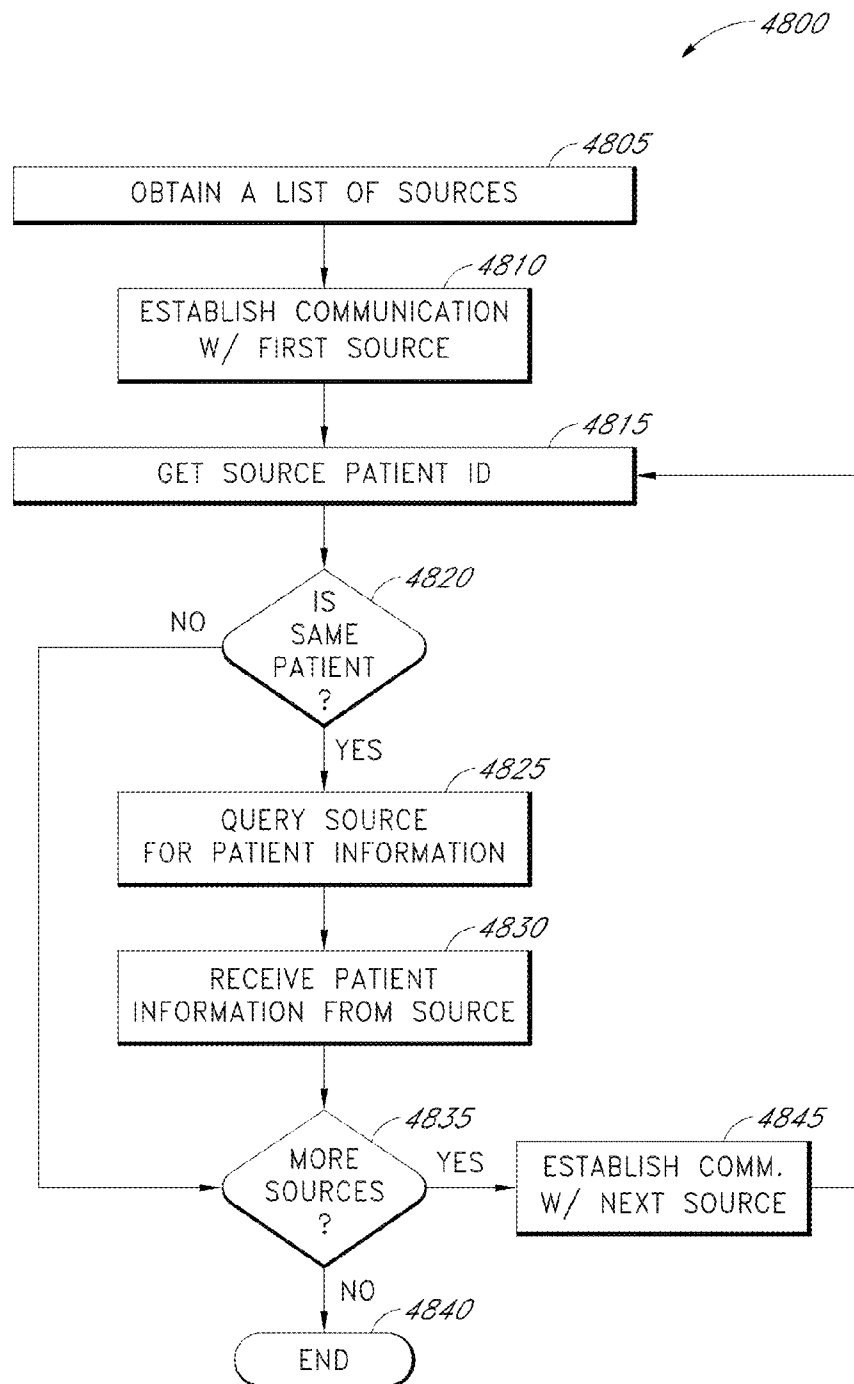 4800
4805
OBTAIN A LIST OF SOURCES
4810
ESTABLISH COMMUNICATION
W/ FIRST SOURCE
4815
GET SOURCE PATIENT ID
4820
IS
SAME
PATIENT
?
NO
YES
4825
QUERY SOURCE
FOR PATIENT INFORMATION
4830
RECEIVE PATIENT
INFORMATION FROM SOURCE
4835
MORE
SOURCES
?
YES
4845
ESTABLISH COMM.
W/ NEXT SOURCE
NO
4840
END